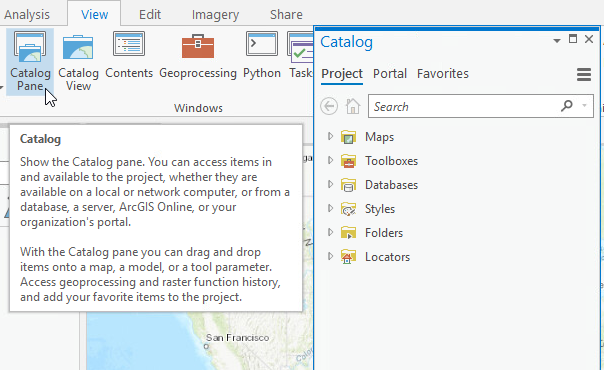 Analysis View Edit Imagery Share
Catalog Pane
Catalog View
Contents
Geoprocessing
Python
Tasks
Windows
Catalog
Show the Catalog pane. You can access items in
and available to the project, whether they are
available on a local or network computer, or from a
database, a server, ArcGIS Online, or your
organization's portal.
With the Catalog pane you can drag and drop
items onto a map, a model, or a tool parameter.
Access geoprocessing and raster function history,
and add your favorite items to the project.
San Francisco
Catalog
Project Portal Favorites
Search
Maps
Toolboxes
Databases
Styles
Folders
Locators